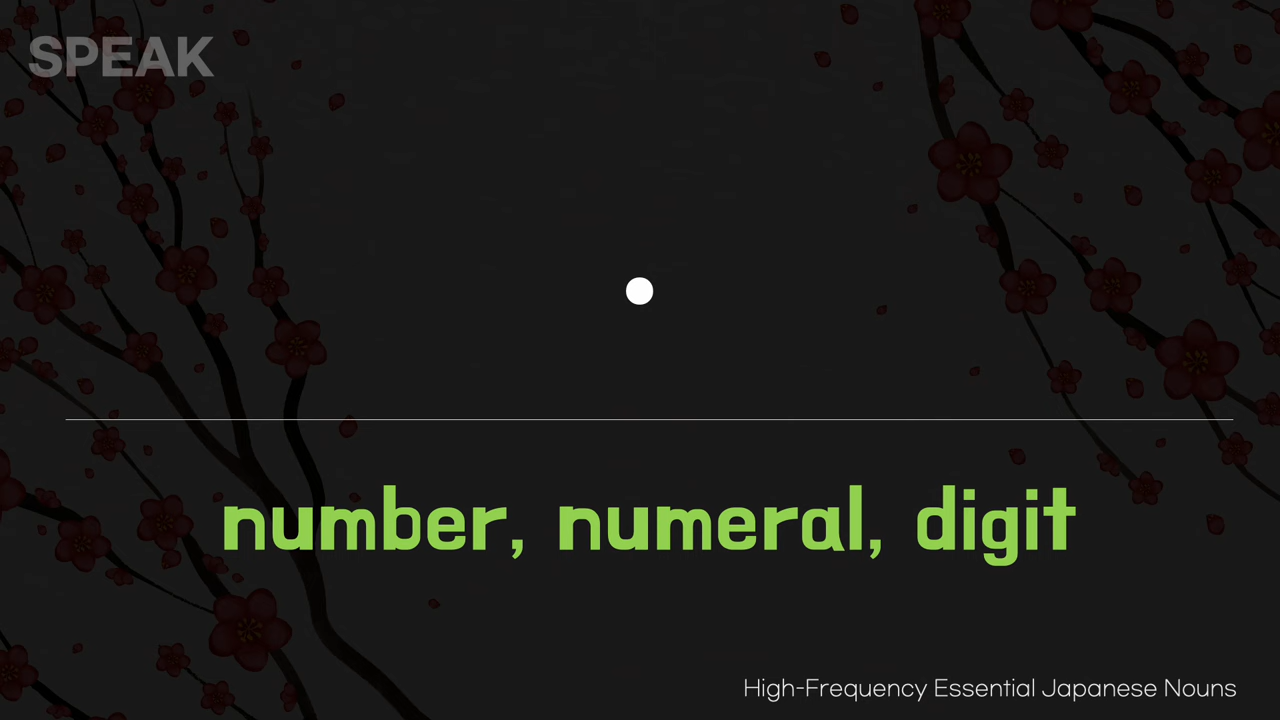 SPEAK
number, numeral, digit
High-Frequency Essential Japanese Nouns